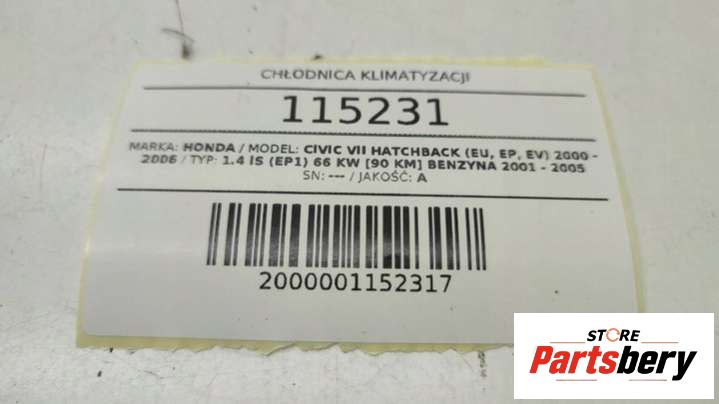 CHŁODNICA KLIMATYZACJI
115231
MARKA: HONDA / MODEL: CIVIC VII HATCHBACK (EU, EP, EV) 2000 -
2006 / TYP: 1.4 iS (EP1) 66 KW [90 KM] BENZYNA 2001 - 2005
SN: --- / JAKOŚĆ: A
2000001152317
STORE
Partsbery